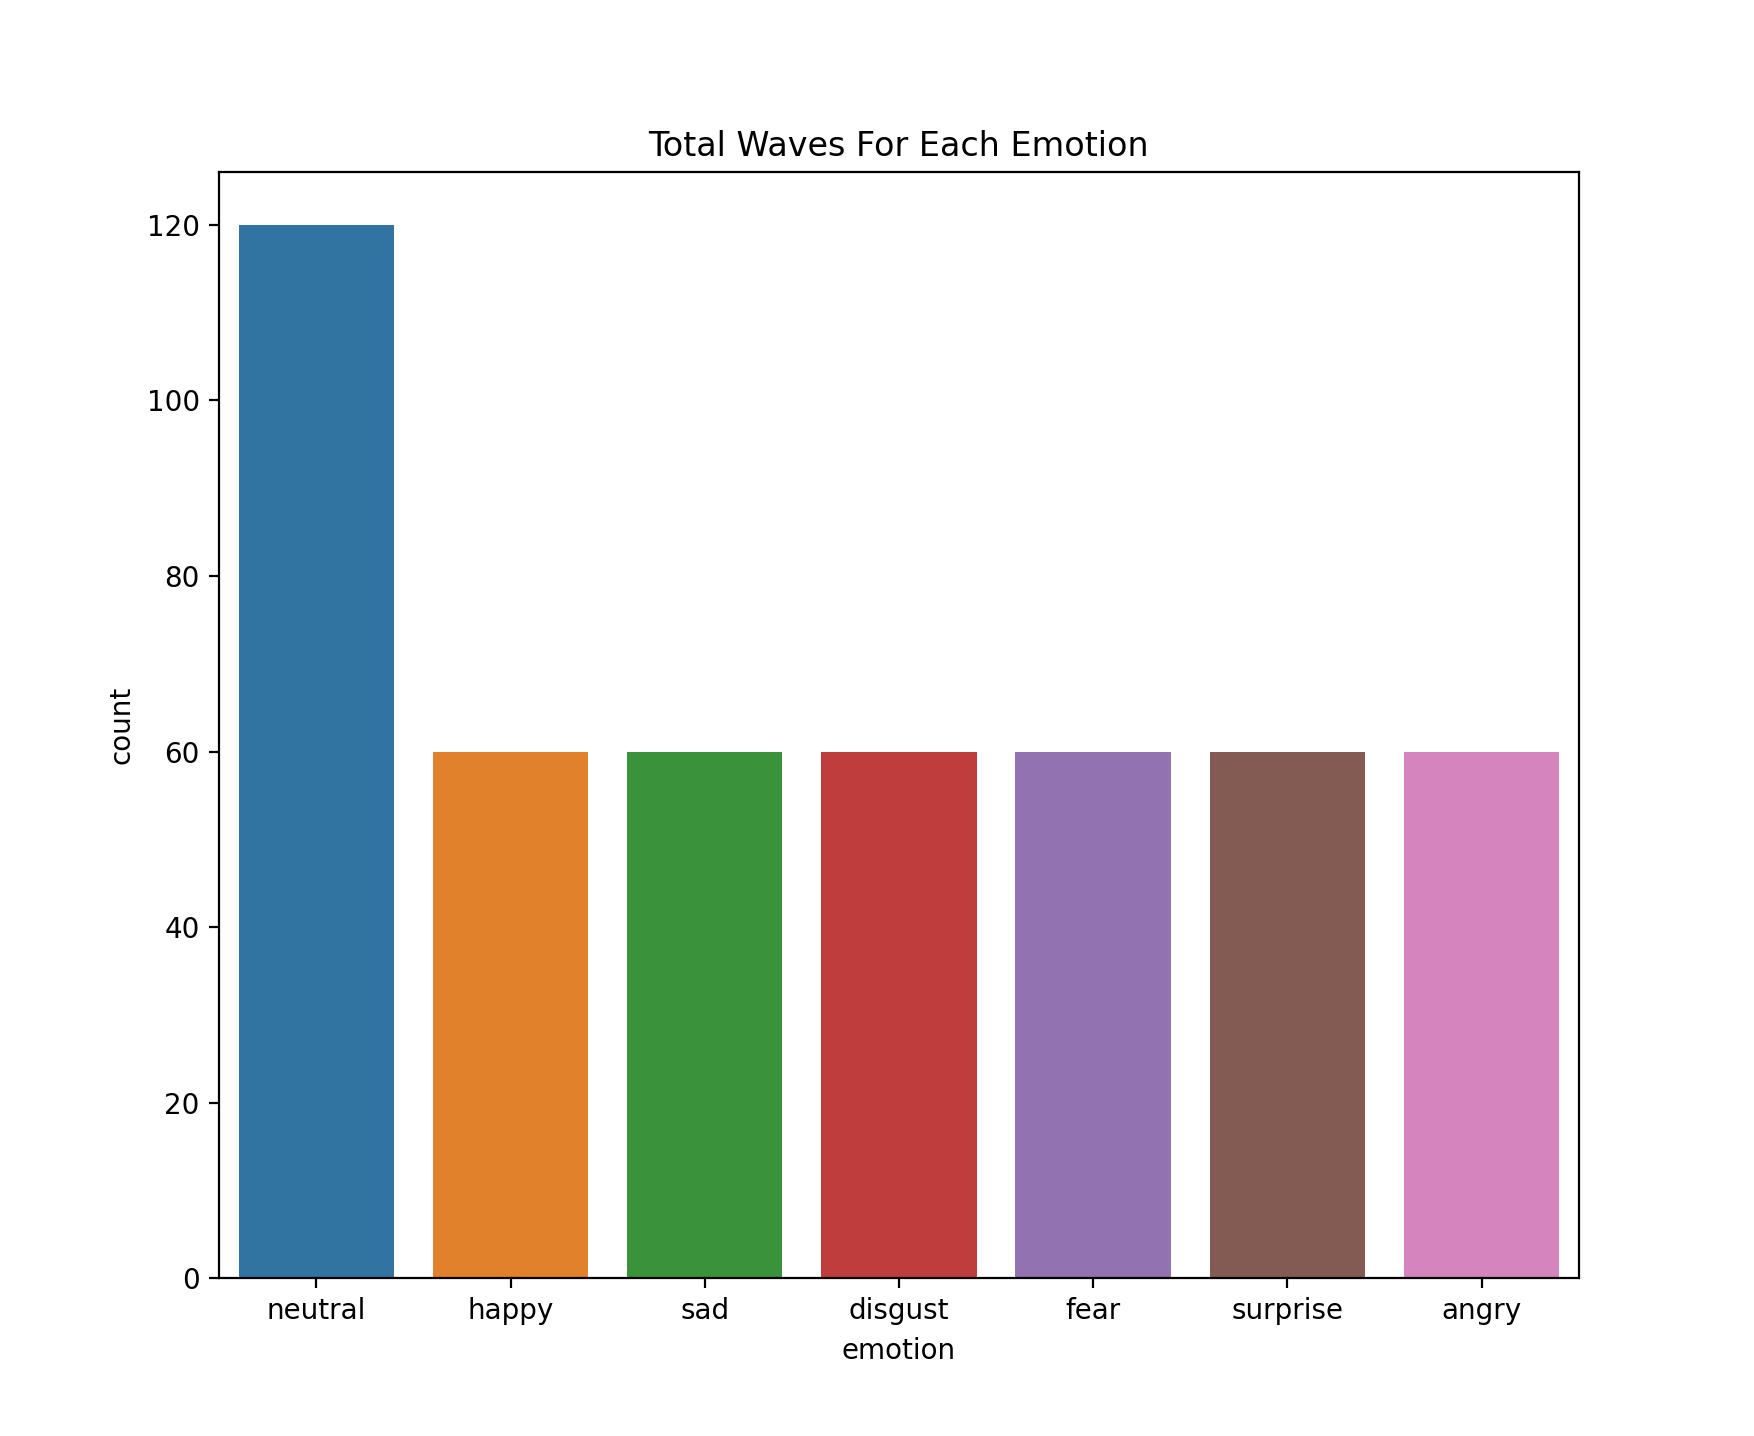 Total Waves For Each Emotion
120
100
80
60
40
20
0
count
neutral happy sad disgust fear surprise angry
emotion